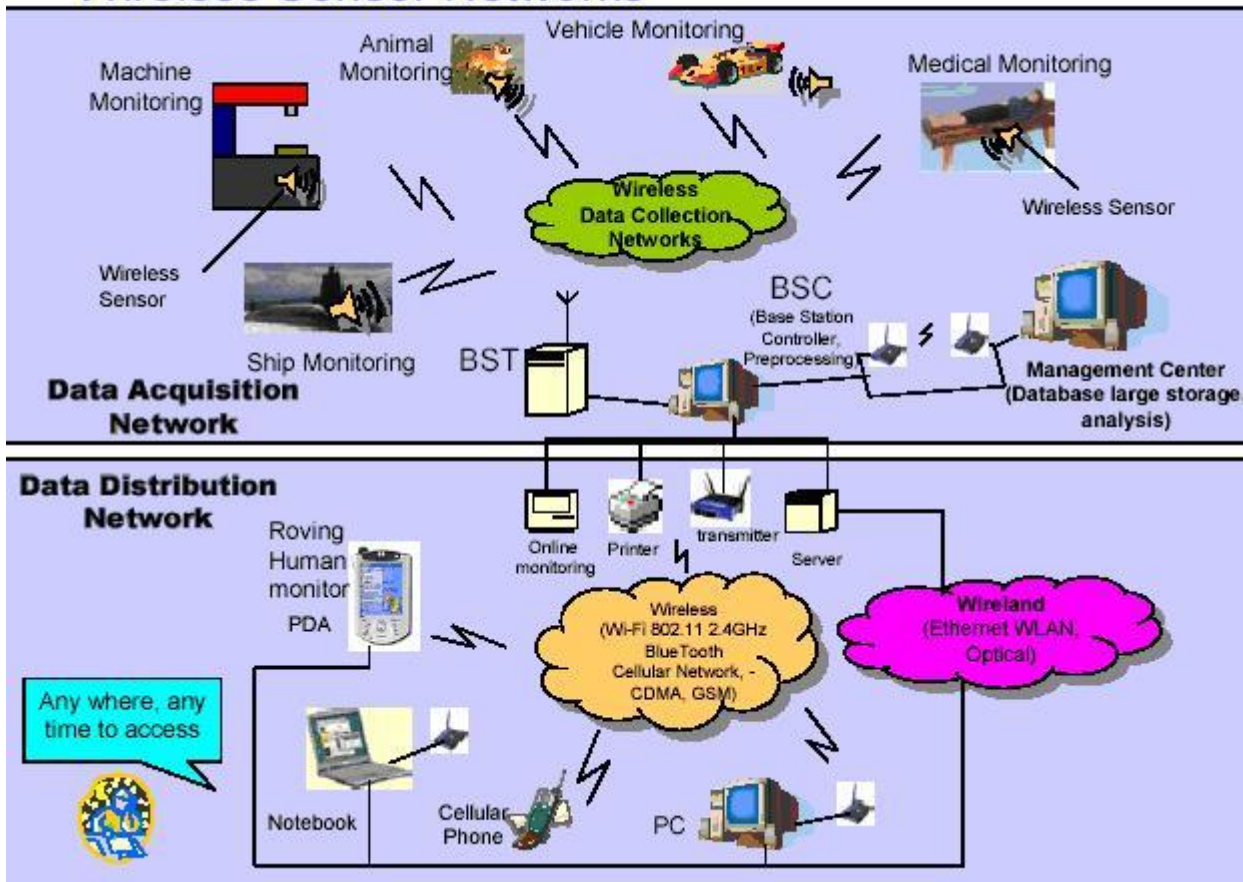 Wireless Sensor Networks
Machine
Monitoring
Animal
Monitoring
Vehicle Monitoring
Medical Monitoring
Wireless
Data Collection
Networks
Wireless Sensor
Wireless
Sensor
Ship Monitoring
BST
BSC
(Base Station
Controller,
Preprocessing)
Management Center
(Database large storage,
analysis)
Data Acquisition
Network
Data Distribution
Network
Roving
Human
monitor
PDA
Online
monitoring
Printer
transmitter
Server
Wireless
(Wi-Fi 802.11 2.4GHz
BlueTooth
Cellular Network, -
CDMA, GSM)
Wireland
(Ethernet WLAN,
Optical)
Any where, any
time to access
Notebook
Cellular
Phone
PC